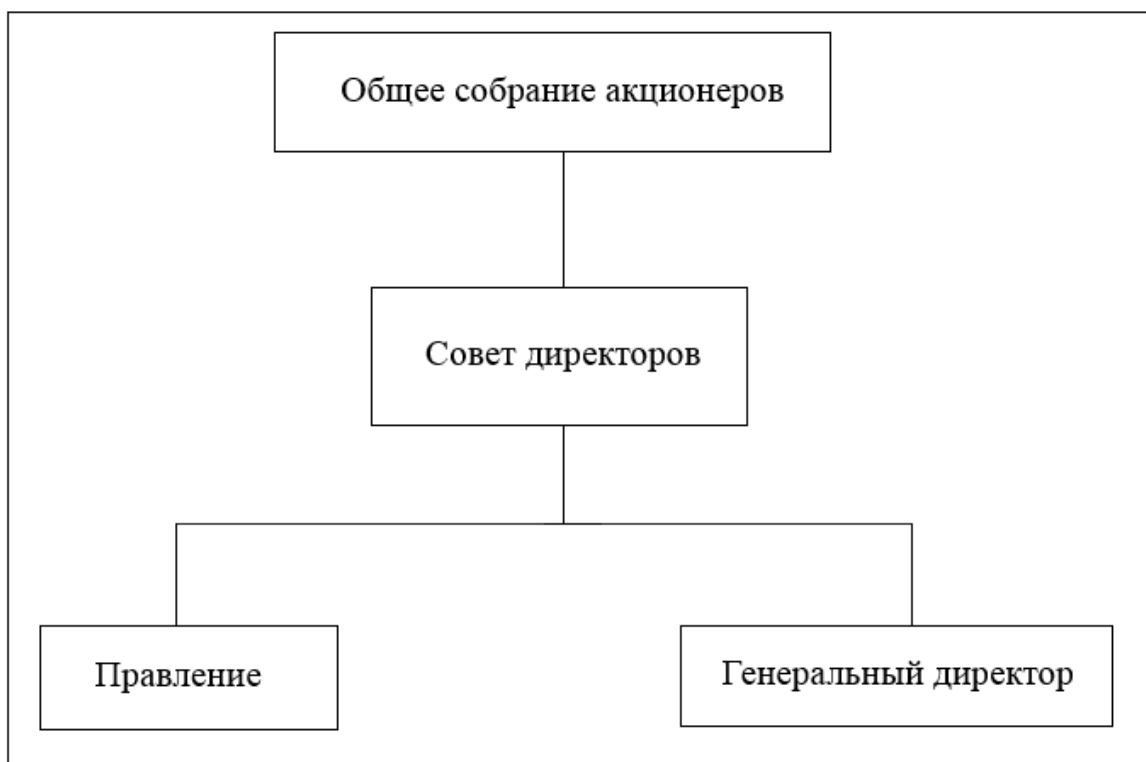 Общее собрание акционеров
Совет директоров
Правление
Генеральный директор